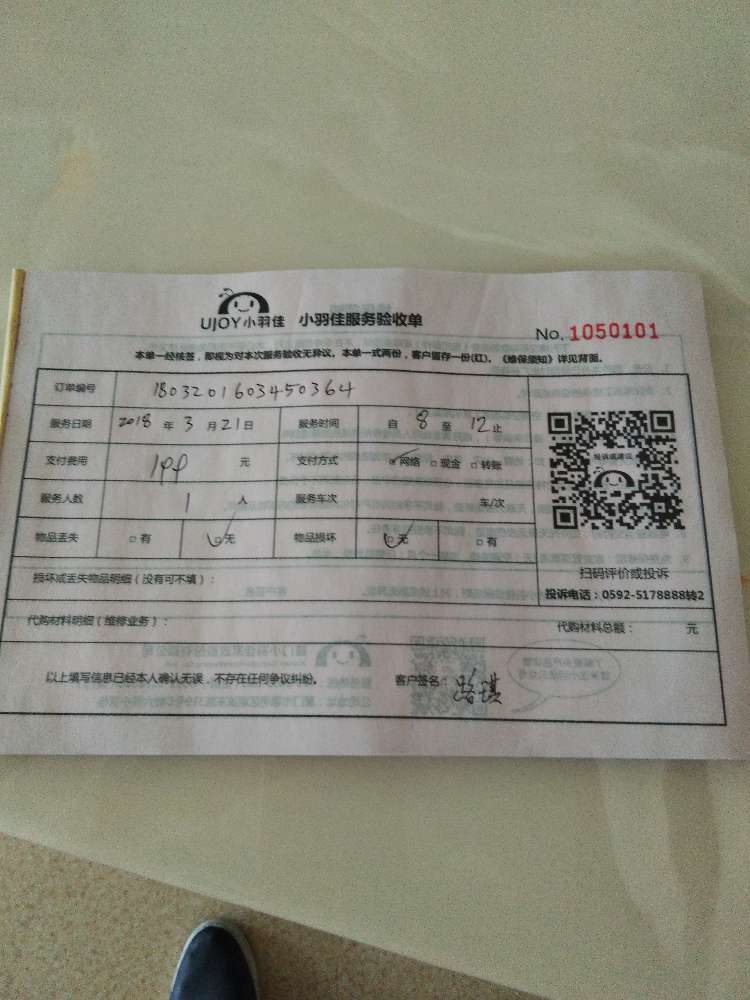 UJOY小羽佳 小羽佳服务验收单
No. 1050101
本单一经核签，即视为对本次服务验收无异议。本单一式两份，客户留存一份(红)。《维保须知》详见背面。
订单编号 1803201603450364
服务日期 2018 年 3 月 21 日 服务时间 自 8 至 12 止
支付费用 199 元 支付方式 网络 现金 转账
服务人数 1 人 服务车次 车/次
物品丢失 有 无 物品损坏 无 有
投诉或建议
扫码评价或投诉
投诉电话：0592-5178888转2
损坏或丢失物品明细（没有可不填）：
代购材料明细（维修业务）： 代购材料总额： 元
以上填写信息已经本人确认无误，不存在任何争议纠纷。 客户签名：路琪